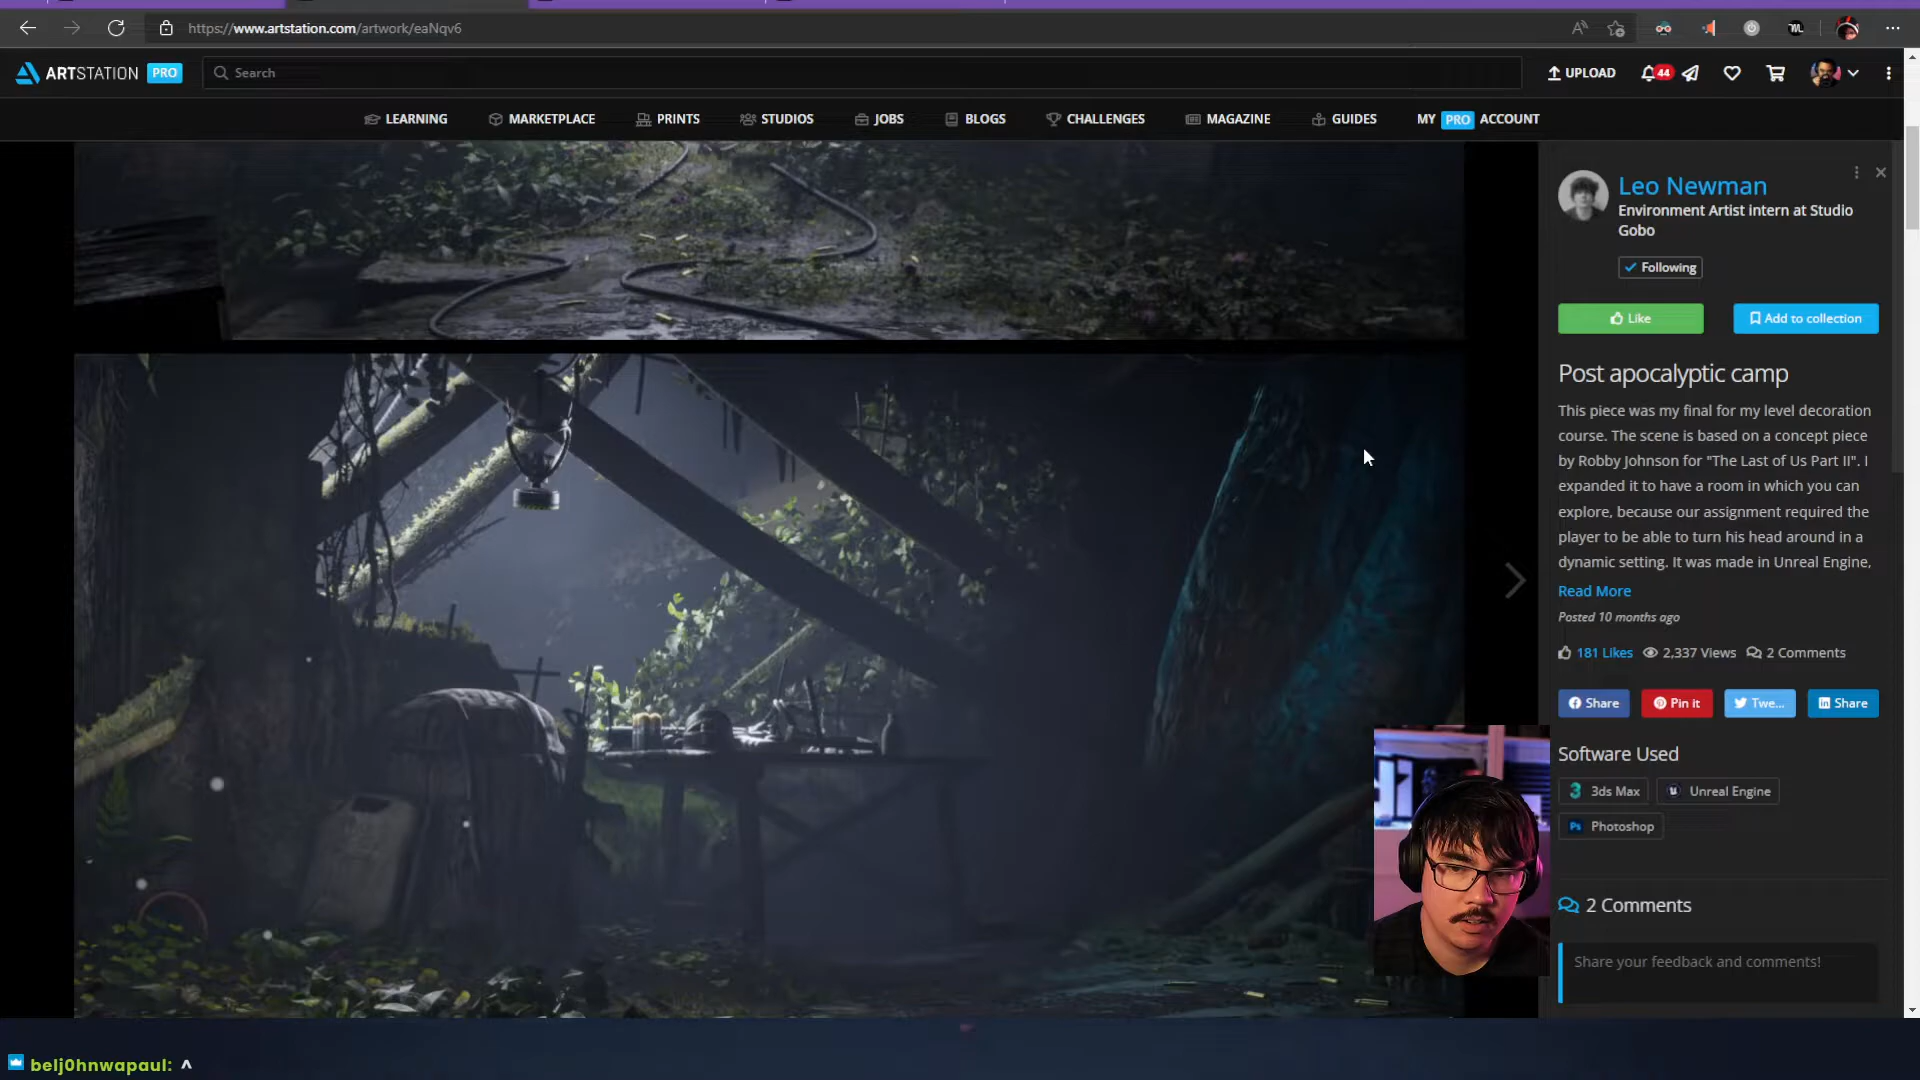 https://www.artstation.com/artwork/eaNqv6
ARTSTATION PRO
Search
UPLOAD
44
LEARNING
MARKETPLACE
PRINTS
STUDIOS
JOBS
BLOGS
CHALLENGES
MAGAZINE
GUIDES
MY PRO ACCOUNT
Leo Newman
Environment Artist intern at Studio
Gobo
Following
Like
Add to collection
Post apocalyptic camp
This piece was my final for my level decoration
course. The scene is based on a concept piece
by Robby Johnson for "The Last of Us Part II". I
expanded it to have a room in which you can
explore, because our assignment required the
player to be able to turn his head around in a
dynamic setting. It was made in Unreal Engine,
Read More
Posted 10 months ago
181 Likes 2,337 Views 2 Comments
Share
Pin it
Twe...
Share
Software Used
3ds Max
Unreal Engine
Ps Photoshop
2 Comments
Share your feedback and comments!
belj0hnwapaul: ^